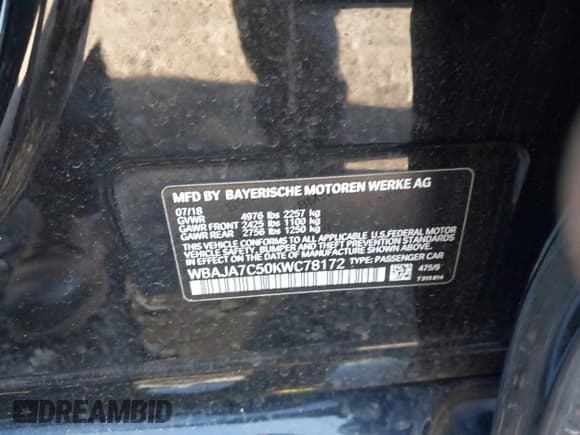 MFD BY BAYERISCHE MOTOREN WERKE AG
07/18
GVWR 4976 lbs 2257 kg
GAWR FRONT 2425 lbs 1100 kg
GAWR REAR 2756 lbs 1250 kg
THIS VEHICLE CONFORMS TO ALL APPLICABLE U.S.FEDERAL MOTOR
VEHICLE SAFETY, BUMPER AND THEFT PREVENTION STANDARDS
IN EFFECT ON THE DATE OF MANUFACTURE SHOWN ABOVE.
WBAJA7C50KWC78172 TYPE: PASSENGER CAR
475/9
DREAMBID